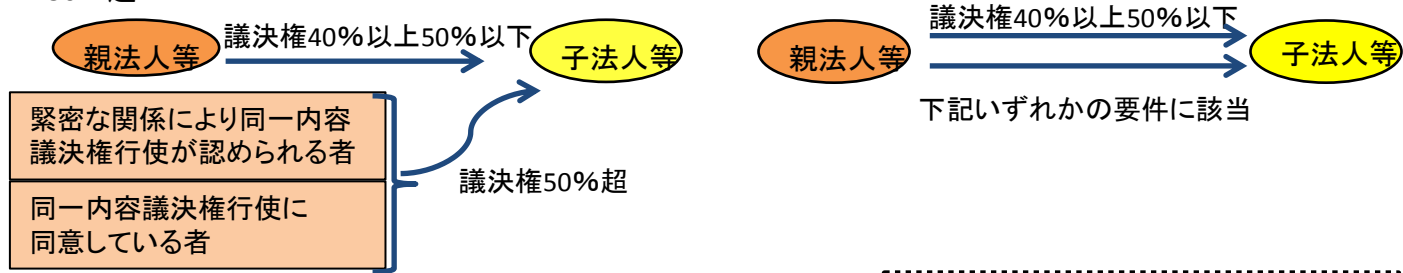 親法人等
議決権40%以上50%以下
子法人等
緊密な関係により同一内容
議決権行使が認められる者
同一内容議決権行使に
同意している者
議決権50%超
親法人等
議決権40%以上50%以下
子法人等
下記いずれかの要件に該当